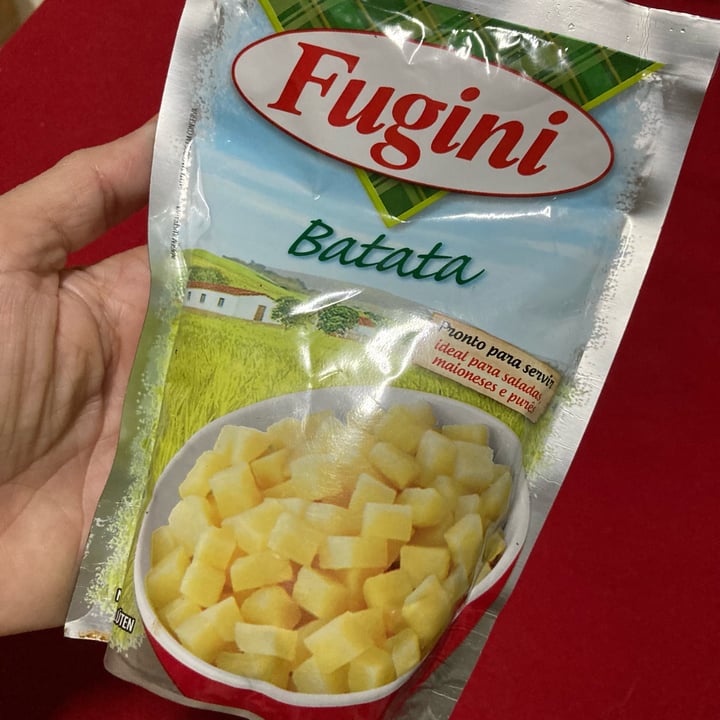 Fugini
Batata
Pronto para servir
ideal para saladas,
maioneses e purês